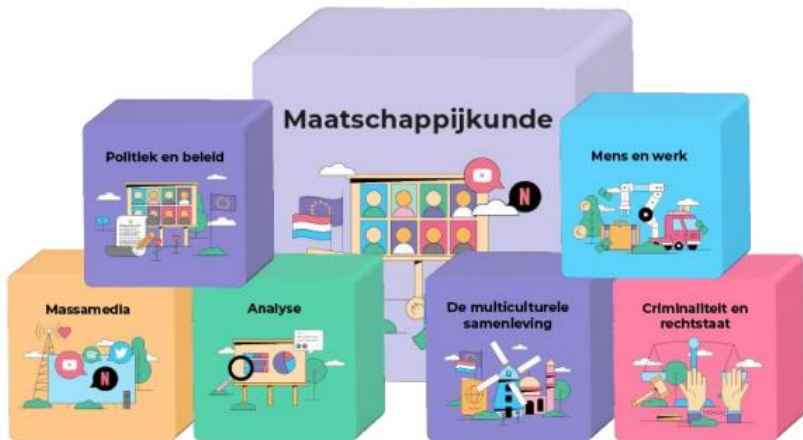 Maatschappijkunde
Politiek en beleid
Mens en werk
N
Massamedia
Analyse
De multiculturele
samenleving
Criminaliteit en
rechtstaat
N